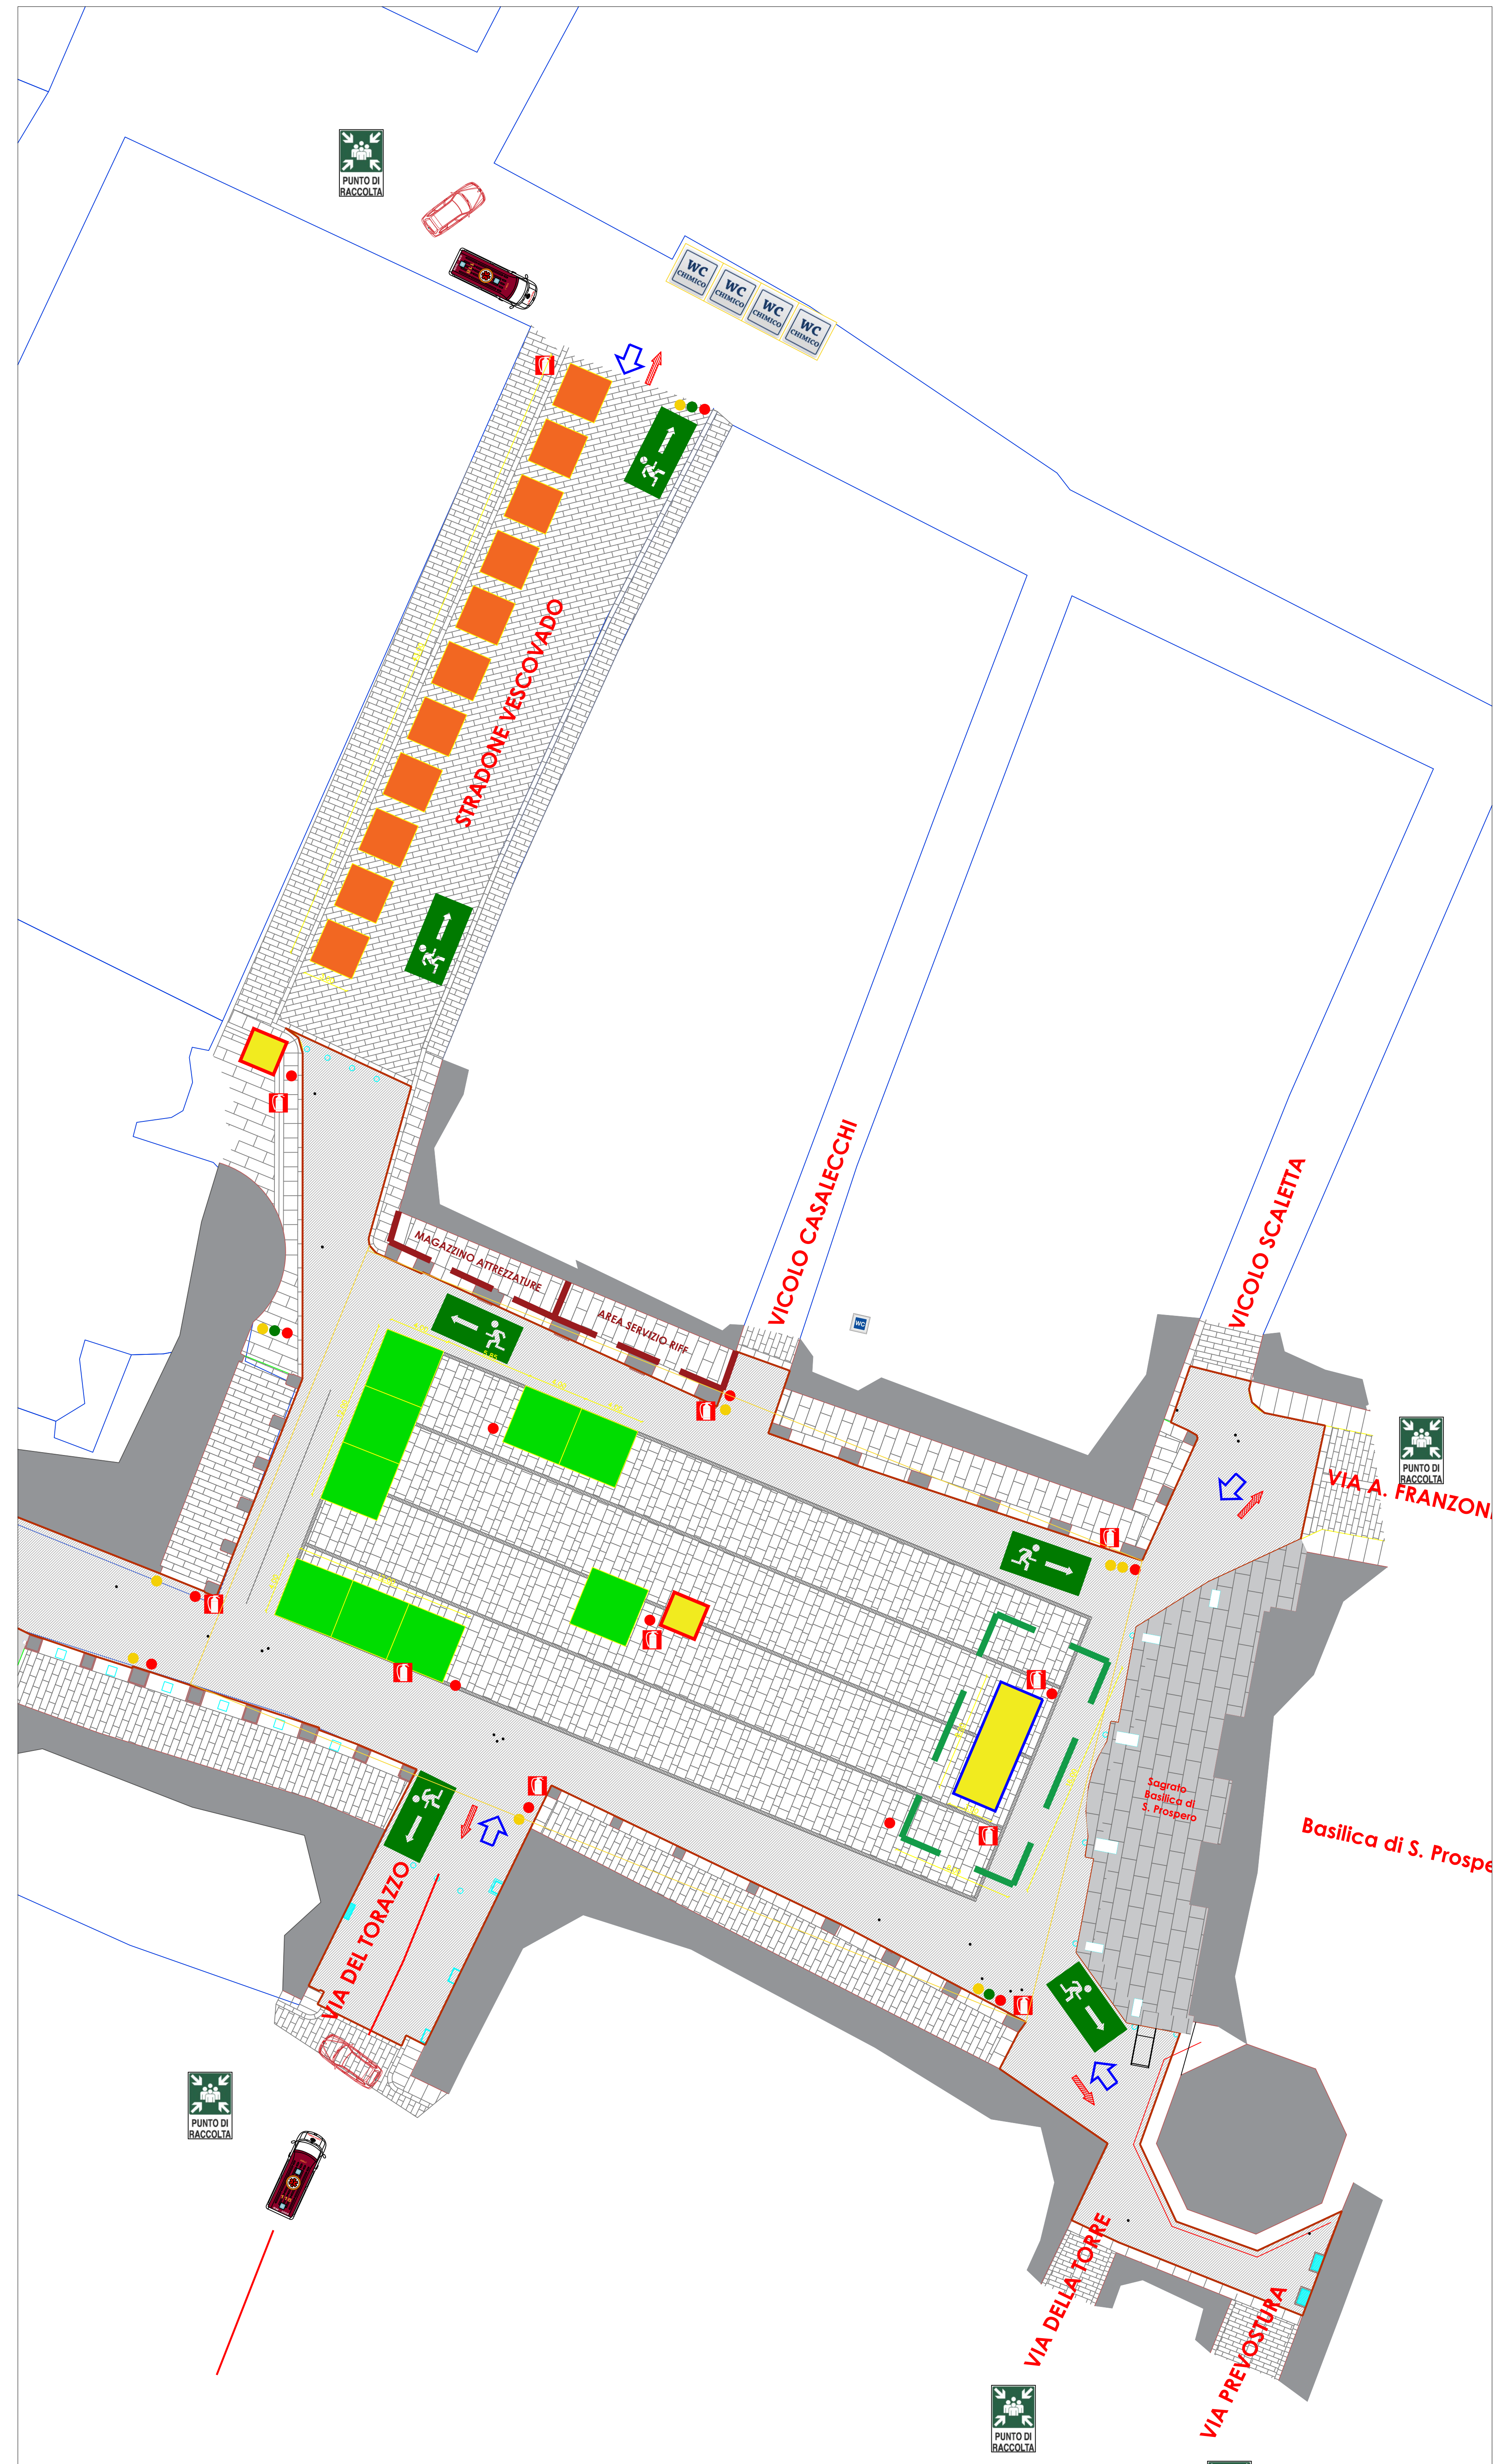 PUNTO DI
RACCOLTA
WC
CHIMICO
WC
CHIMICO
WC
CHIMICO
WC
CHIMICO
STRADONE VESCOVADO
MAGAZZINO ATTREZZATURE
AREA SERVIZIO RIFF
VICOLO CASALECCHI
WC
VICOLO SCALETTA
PUNTO DI
RACCOLTA
VIA A. FRANZONI
Sagrato
Basilica di
S. Prospero
Basilica di S. Prospe
VIA DEL TORAZZO
PUNTO DI
RACCOLTA
VIA DELLA TORRE
VIA PREVOSTURA
PUNTO DI
RACCOLTA